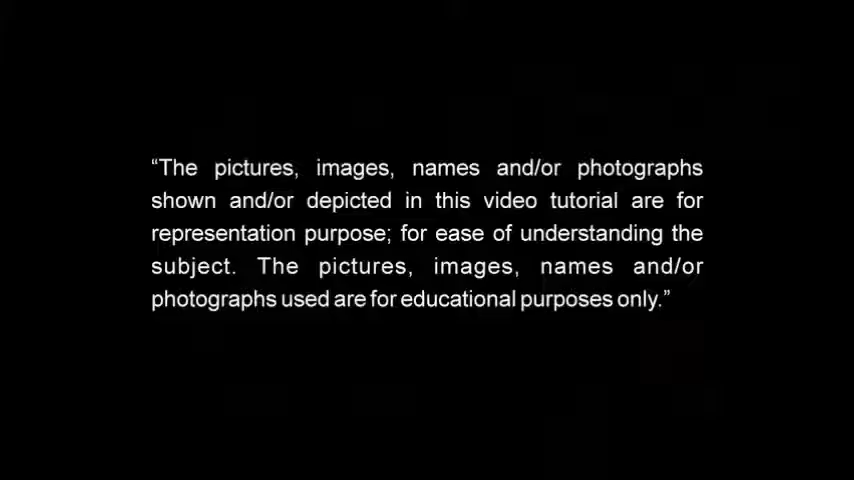 “The pictures, images, names and/or photographs
shown and/or depicted in this video tutorial are for
representation purpose; for ease of understanding the
subject. The pictures, images, names and/or
photographs used are for educational purposes only.”